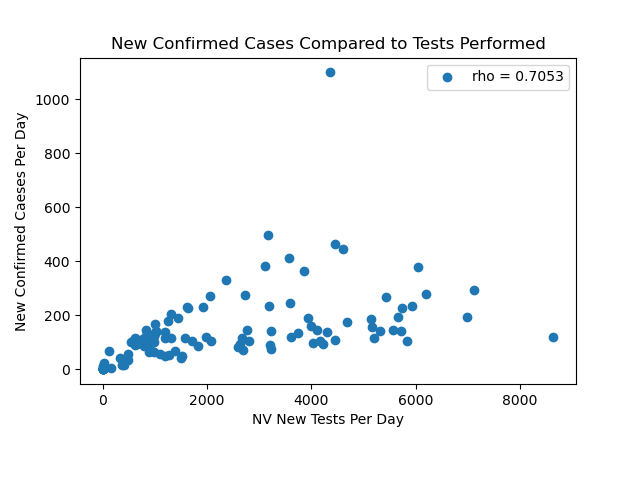 New Confirmed Cases Compared to Tests Performed
rho = 0.7053
New Confirmed Caeses Per Day
1000
800
600
400
200
0
0 2000 4000 6000 8000
NV New Tests Per Day